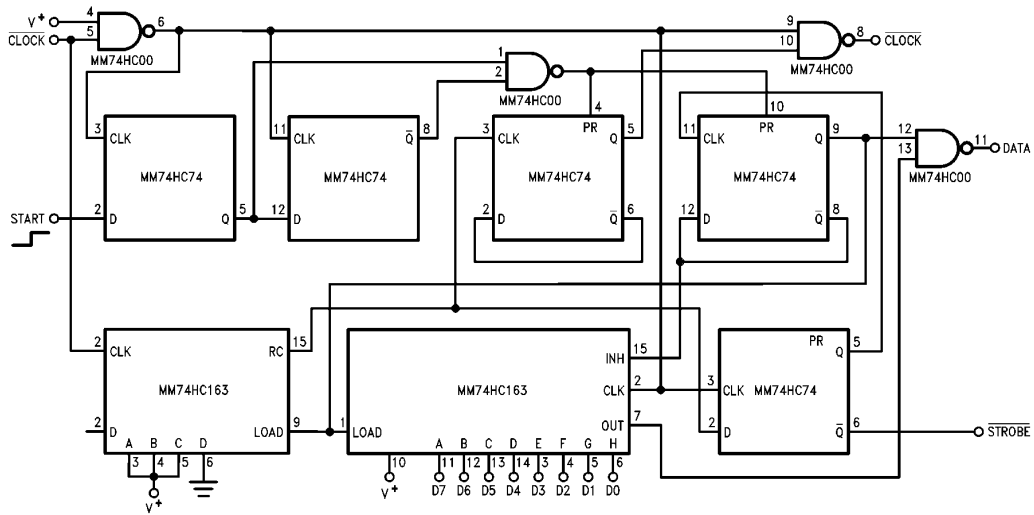 V+ 4 6 9
CLOCK 5 10 8 CLOCK
MM74HC00 MM74HC00
1
2
MM74HC00
4 10
3 CLK 11 CLK Q̅ 8 3 CLK PR Q 5 11 CLK PR Q 9 12 11 DATA
13
MM74HC00
MM74HC74 MM74HC74 MM74HC74 MM74HC74
START 2 D Q 5 12 D 2 D Q̅ 6 12 D Q̅ 8
2 CLK RC 15 INH 15 PR Q 5
MM74HC163 MM74HC163 CLK 2 3 CLK MM74HC74
OUT 7
2 D LOAD 9 1 LOAD 2 D Q̅ 6 STROBE
A B C D A B C D E F G H
3 4 5 6 10 11 12 13 14 3 4 5 6
V+ V+ D7 D6 D5 D4 D3 D2 D1 D0